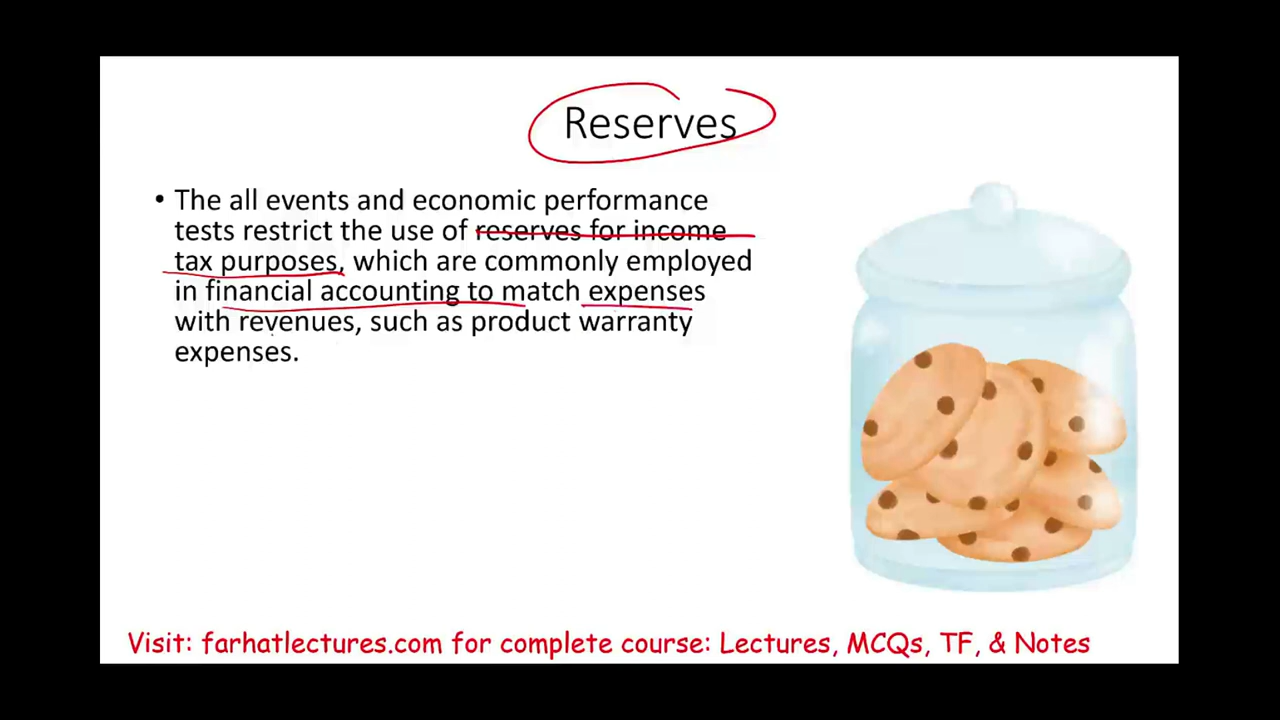 Reserves
• The all events and economic performance
tests restrict the use of reserves for income
tax purposes, which are commonly employed
in financial accounting to match expenses
with revenues, such as product warranty
expenses.
Visit: farhatlectures.com for complete course: Lectures, MCQs, TF, & Notes